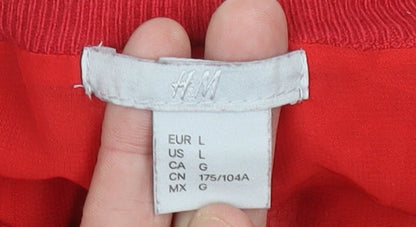 H&M
EUR L
US L
CA G
CN 175/104A
MX G